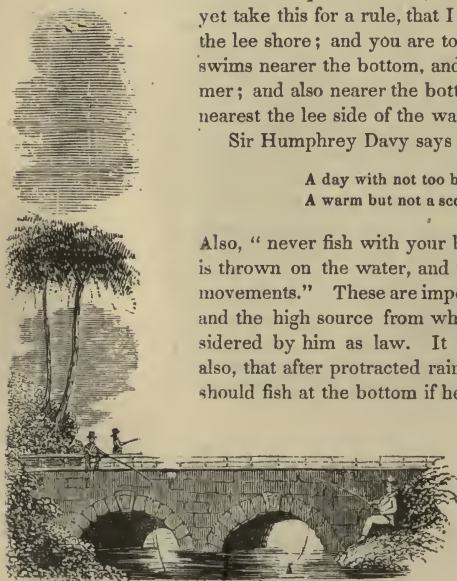 yet take this for a rule, that I
the lee shore; and you are to
swims nearer the bottom, and
mer; and also nearer the bott
nearest the lee side of the wa
Sir Humphrey Davy says
A day with not too b
A warm but not a sco
Also, “ never fish with your b
is thrown on the water, and
movements.” These are impo
and the high source from wh
sidered by him as law. It
also, that after protracted rain
should fish at the bottom if he